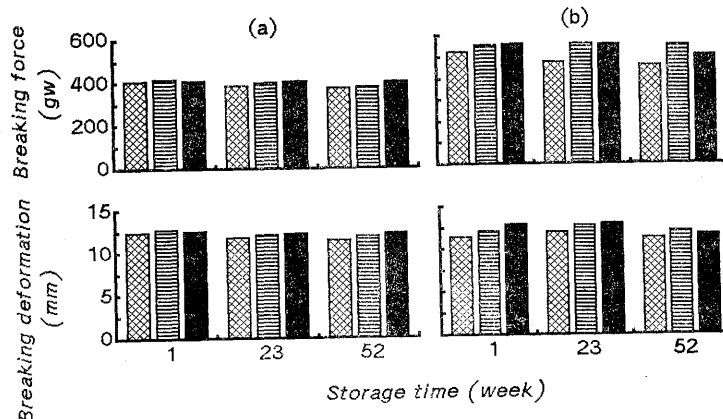 (a)
(b)
Breaking force
(gw)
600
400
200
0
Breaking deformation
(mm)
15
10
5
0
1 23 52
1 23 52
Storage time (week)